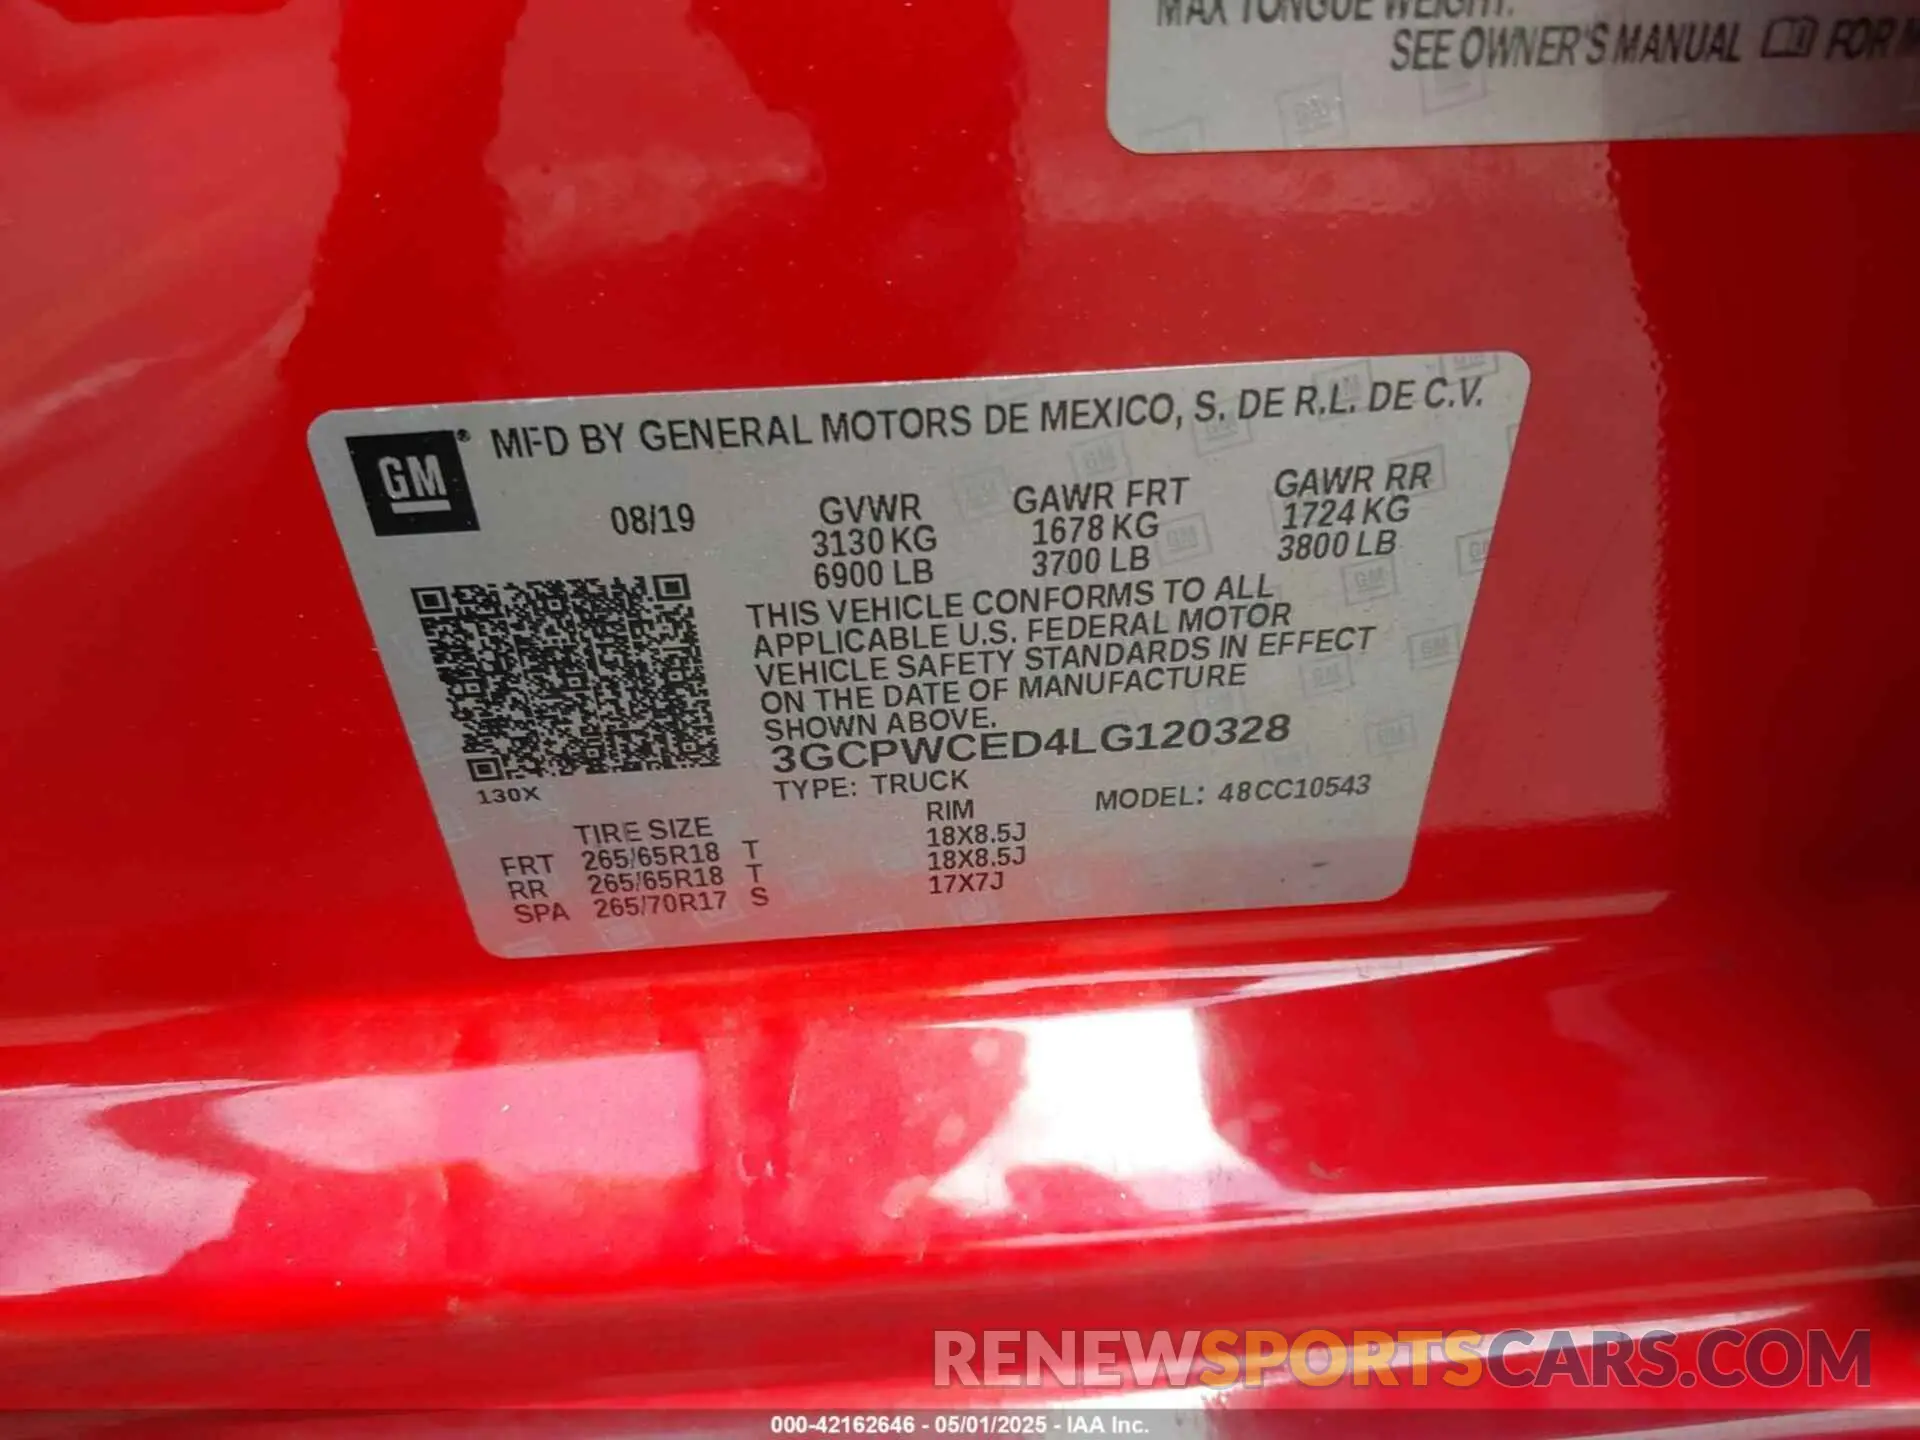 MAX TONGUE WEIGHT:
SEE OWNER'S MANUAL FOR
GM® MFD BY GENERAL MOTORS DE MEXICO, S. DE R.L. DE C.V.
08/19 GVWR GAWR FRT GAWR RR
3130 KG 1678 KG 1724 KG
6900 LB 3700 LB 3800 LB
THIS VEHICLE CONFORMS TO ALL
APPLICABLE U.S. FEDERAL MOTOR
VEHICLE SAFETY STANDARDS IN EFFECT
ON THE DATE OF MANUFACTURE
SHOWN ABOVE.
3GCPWCED4LG120328
130X TYPE: TRUCK MODEL: 48CC10543
TIRE SIZE RIM
FRT 265/65R18 T 18X8.5J
RR 265/65R18 T 18X8.5J
SPA 265/70R17 S 17X7J
RENEWSPORTSCARS.COM
000-42162646 - 05/01/2025 - IAA Inc.